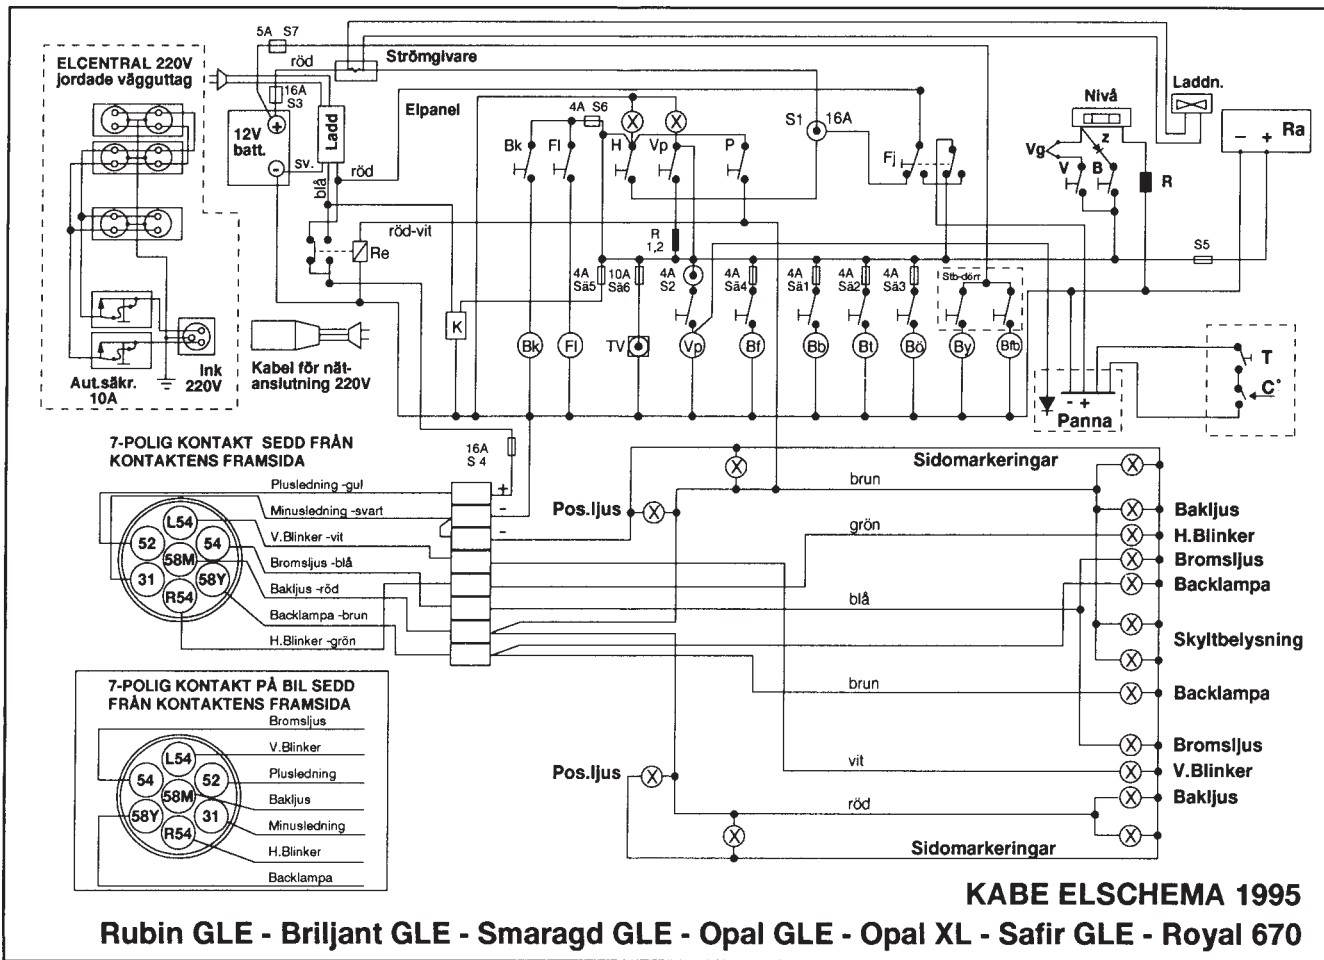 5A S7
ELCENTRAL 220V
jordade vägguttag
röd
Strömgivare
16A
S3
12V
batt.
+
-
sv.
Ladd
blå
röd
Elpanel
4A S6
Bk
Fl
H
Vp
P
S1
16A
Fj
Nivå
Vg
z
V
B
R
Laddn.
- +
Ra
röd-vit
Re
R
1,2
S5
4A
Sä5
10A
Sä6
4A
S2
4A
Sä4
4A
Sä1
4A
Sä2
4A
Sä3
Stb-dörr
K
Bk
Fl
TV
Vp
Bf
Bb
Bt
Bö
By
Bfb
Aut.säkr.
10A
Ink
220V
Kabel för nät-
anslutning 220V
- +
Panna
T
C°
7-POLIG KONTAKT SEDD FRÅN
KONTAKTENS FRAMSIDA
16A
S 4
+
-
-
Plusledning -gul
Minusledning -svart
V.Blinker -vit
Bromsljus -blå
Bakljus -röd
Backlampa -brun
H.Blinker -grön
L54
52
54
58M
31
58Y
R54
Sidomarkeringar
brun
Pos.ljus
grön
blå
brun
vit
röd
Pos.ljus
Sidomarkeringar
Bakljus
H.Blinker
Bromsljus
Backlampa
Skyltbelysning
Backlampa
Bromsljus
V.Blinker
Bakljus
7-POLIG KONTAKT PÅ BIL SEDD
FRÅN KONTAKTENS FRAMSIDA
Bromsljus
V.Blinker
Plusledning
Bakljus
Minusledning
H.Blinker
Backlampa
L54
54
52
58M
58Y
31
R54
KABE ELSCHEMA 1995
Rubin GLE - Briljant GLE - Smaragd GLE - Opal GLE - Opal XL - Safir GLE - Royal 670